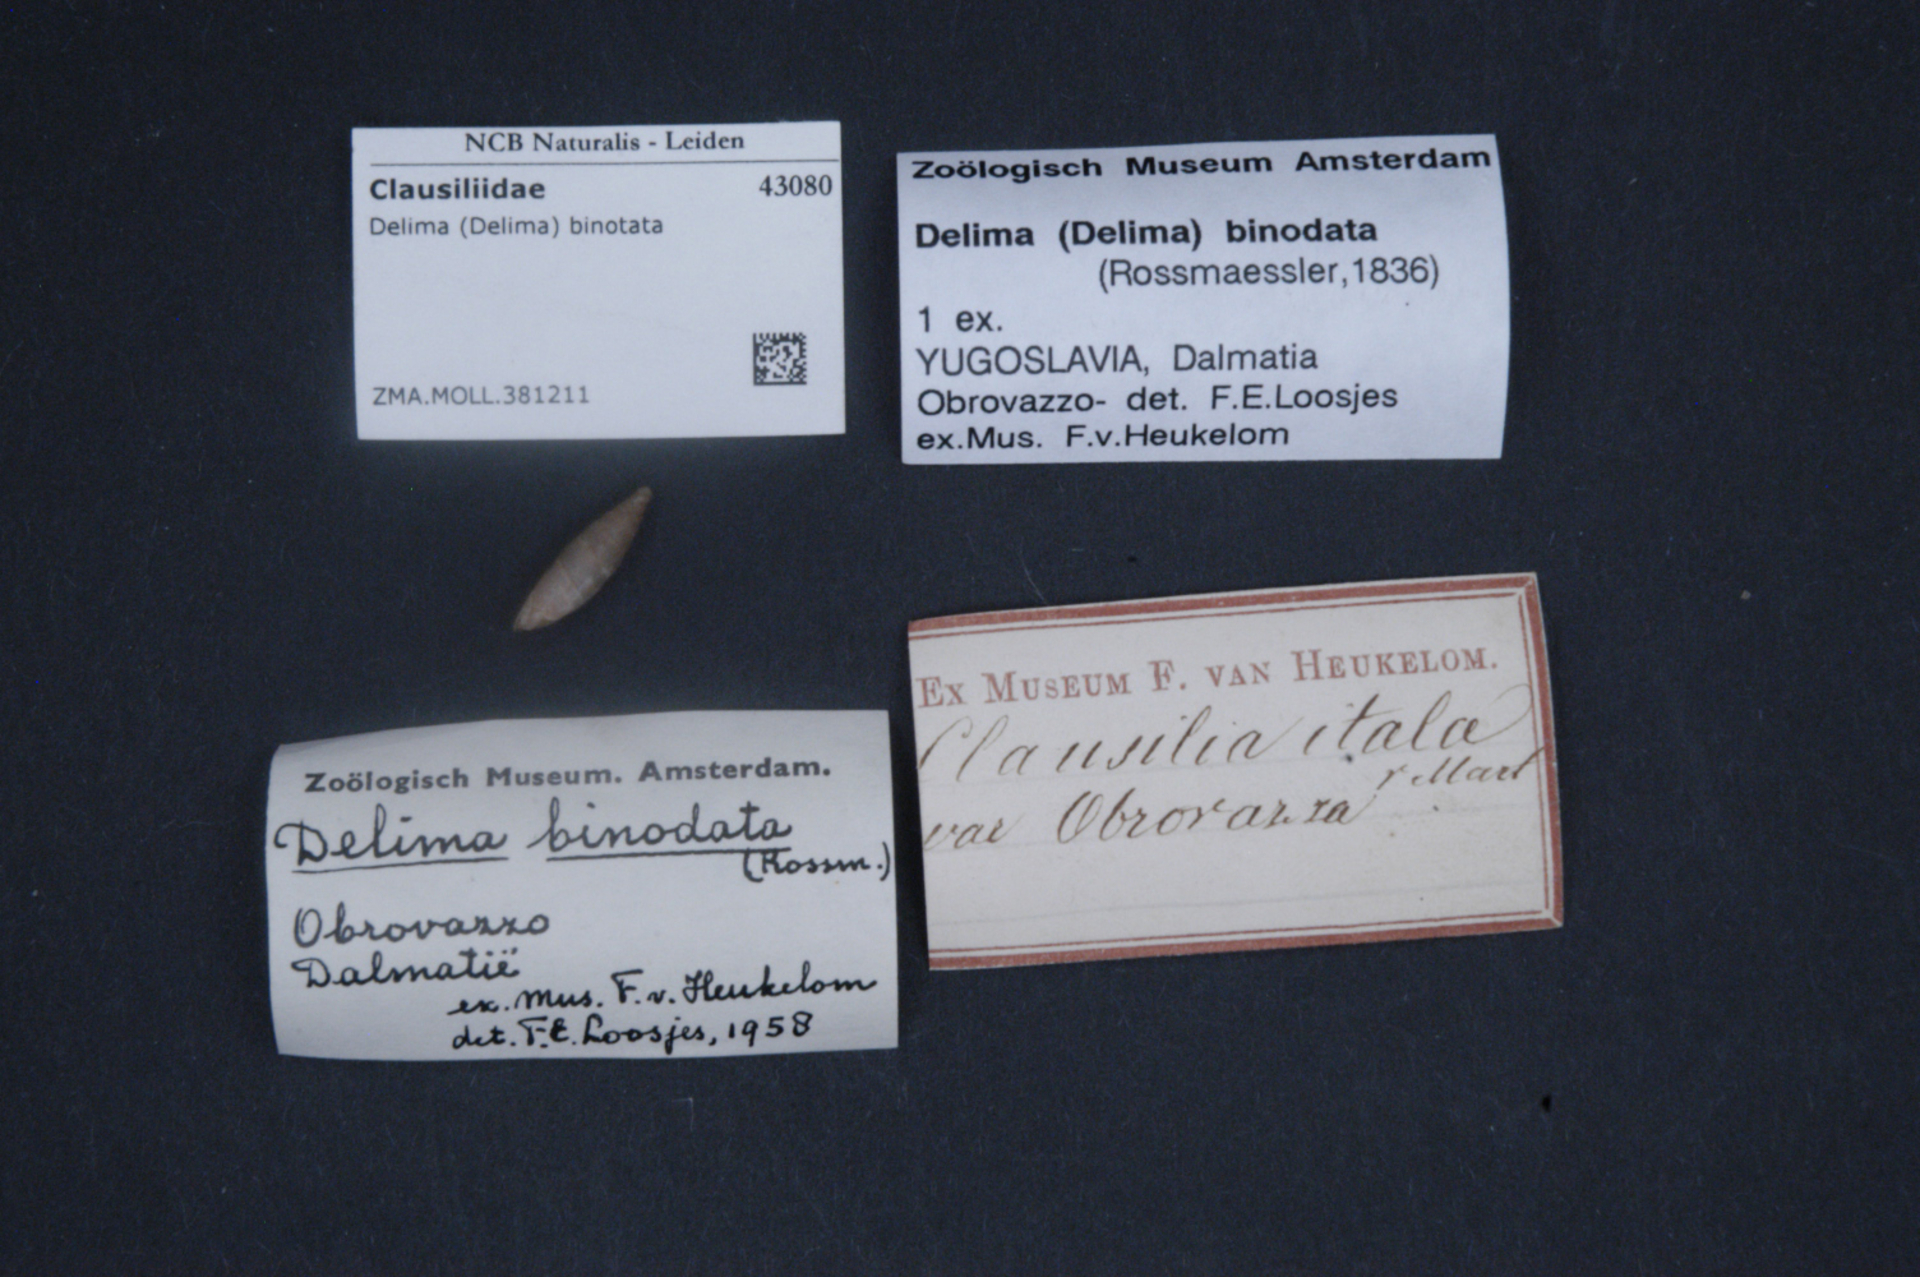 NCB Naturalis - Leiden
Clausiliidae 43080
Delima (Delima) binotata
ZMA.MOLL.381211
Zoölogisch Museum Amsterdam
Delima (Delima) binodata
(Rossmaessler,1836)
1 ex.
YUGOSLAVIA, Dalmatia
Obrovazzo- det. F.E.Loosjes
ex.Mus. F.v.Heukelom
Zoölogisch Museum. Amsterdam.
Delima binodata
(Rossm.)
Obrovazzo
Dalmatië
ex. Mus. F. v. Heukelom
det. F.E. Loosjes, 1958
EX MUSEUM F. VAN HEUKELOM.
Clausilia itala
var Obrovazza